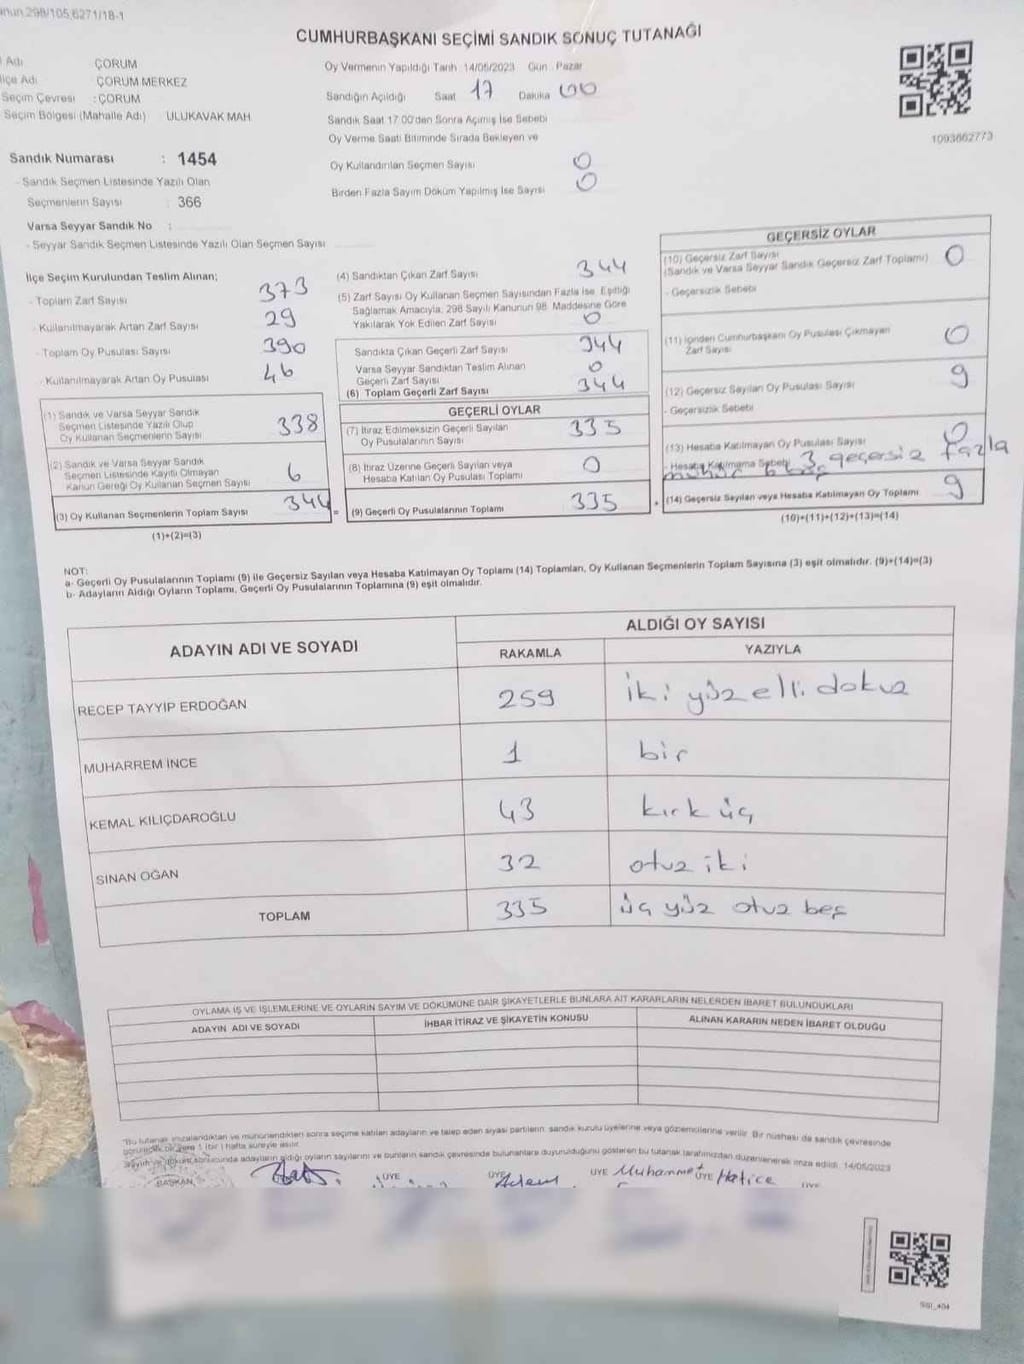 298/105,6271/18-1
CUMHURBAŞKANI SEÇİMİ SANDIK SONUÇ TUTANAĞI
Adı ÇORUM
Adı : ÇORUM MERKEZ
Seçim Çevresi : ÇORUM
Seçim Bölgesi (Mahalle Adı) ULUKAVAK MAH.
Sandık Numarası : 1454
- Sandık Seçmen Listesinde Yazılı Olan
Seçmenlerin Sayısı : 366
Varsa Seyyar Sandık No :
- Seyyar Sandık Seçmen Listesinde Yazılı Olan Seçmen Sayısı
Oy Vermenin Yapıldığı Tarih 14/05/2023 Gün : Pazar
Sandığın Açıldığı Saat 17 Dakika 00
Sandık Saat 17.00'den Sonra Açılmış İse Sebebi
Oy Verme Saati Bitiminde Sırada Bekleyen ve
Oy Kullandırılan Seçmen Sayısı 0
Birden Fazla Sayım Döküm Yapılmış İse Sayısı 0
1093662773
İlçe Seçim Kurulundan Teslim Alınan;
- Toplam Zarf Sayısı 373
- Kullanılmayarak Artan Zarf Sayısı 29
- Toplam Oy Pusulası Sayısı 390
- Kullanılmayarak Artan Oy Pusulası 46
(1) Sandık ve Varsa Seyyar Sandık
Seçmen Listesinde Yazılı Olup
Oy Kullanan Seçmenlerin Sayısı 338
(2) Sandık ve Varsa Seyyar Sandık
Seçmen Listesinde Kayıtlı Olmayan
Kanun Gereği Oy Kullanan Seçmen Sayısı 6
(3) Oy Kullanan Seçmenlerin Toplam Sayısı 344
(1)+(2)=(3)
(4) Sandıktan Çıkan Zarf Sayısı 344
(5) Zarf Sayısı Oy Kullanan Seçmen Sayısından Fazla İse, Eşitliği
Sağlamak Amacıyla, 298 Sayılı Kanunun 98. Maddesine Göre
Yakılarak Yok Edilen Zarf Sayısı 0
Sandıkta Çıkan Geçerli Zarf Sayısı 344
Varsa Seyyar Sandıktan Teslim Alınan
Geçerli Zarf Sayısı 0
(6) Toplam Geçerli Zarf Sayısı 344
GEÇERLİ OYLAR
(7) İtiraz Edilmeksizin Geçerli Sayılan
Oy Pusulalarının Sayısı 335
(8) İtiraz Üzerine Geçerli Sayılan veya
Hesaba Katılan Oy Pusulası Toplamı 0
= (9) Geçerli Oy Pusulalarının Toplamı 335
GEÇERSİZ OYLAR
(10) Geçersiz Zarf Sayısı
(Sandık ve Varsa Seyyar Sandık Geçersiz Zarf Toplamı) 0
- Geçersizlik Sebebi
(11) İçinden Cumhurbaşkanı Oy Pusulası Çıkmayan
Zarf Sayısı 0
(12) Geçersiz Sayılan Oy Pusulası Sayısı 9
- Geçersizlik Sebebi
(13) Hesaba Katılmayan Oy Pusulası Sayısı 0
- Hesaba Katılmama Sebebi 3 geçersiz fazla
+ (14) Geçersiz Sayılan veya Hesaba Katılmayan Oy Toplamı 9
(10)+(11)+(12)+(13)=(14)
NOT:
a- Geçerli Oy Pusulalarının Toplamı (9) ile Geçersiz Sayılan veya Hesaba Katılmayan Oy Toplamı (14) Toplamları, Oy Kullanan Seçmenlerin Toplam Sayısına (3) eşit olmalıdır. (9)+(14)=(3)
b- Adayların Aldığı Oyların Toplamı, Geçerli Oy Pusulalarının Toplamına (9) eşit olmalıdır.
ADAYIN ADI VE SOYADI ALDIĞI OY SAYISI
RAKAMLA YAZIYLA
RECEP TAYYİP ERDOĞAN 259 iki yüz elli dokuz
MUHARREM İNCE 1 bir
KEMAL KILIÇDAROĞLU 43 kırk üç
SİNAN OĞAN 32 otuz iki
TOPLAM 335 üç yüz otuz beş
OYLAMA İŞ VE İŞLEMLERİNE VE OYLARIN SAYIM VE DÖKÜMÜNE DAİR ŞİKAYETLERLE BUNLARA AİT KARARLARIN NELERDEN İBARET BULUNDUKLARI
ADAYIN ADI VE SOYADI İHBAR İTİRAZ VE ŞİKAYETİN KONUSU ALINAN KARARIN NEDEN İBARET OLDUĞU
*Bu tutanak imzalandıktan ve mühürlendikten sonra seçime katılan adayların ve talep eden siyasi partilerin, sandık kurulu üyelerine veya gözlemcilerine verilir. Bir nüshası da sandık çevresinde
görülecek bir yere 1 (bir) hafta süreyle asılır.
sonucunda adayların aldığı oyların sayılarını ve bunların sandık çevresinde bulunanlara duyurulduğunu gösteren bu tutanak tarafımızdan düzenlenerek imza edildi. 14/05/2023
BAŞKAN ÜYE ÜYE Adem ÜYE Muhammet ÜYE Hatice ÜYE